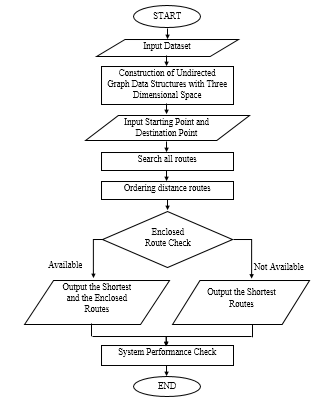 START
Input Dataset
Construction of Undirected
Graph Data Structures with Three
Dimensional Space
Input Starting Point and
Destination Point
Search all routes
Ordering distance routes
Enclosed
Route Check
Available
Not Available
Output the Shortest
and the Enclosed
Routes
Output the Shortest
Routes
System Performance Check
END